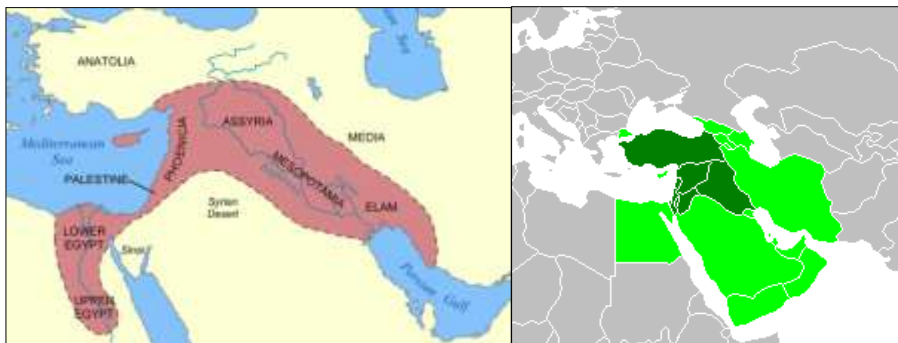 ANATOLIA
ASSYRIA
MEDIA
Mediterranean
Sea
PHOENICIA
MESOPOTAMIA
PALESTINE
Syrian
Desert
ELAM
LOWER
EGYPT
Sinai
Persian Gulf
UPPER
EGYPT